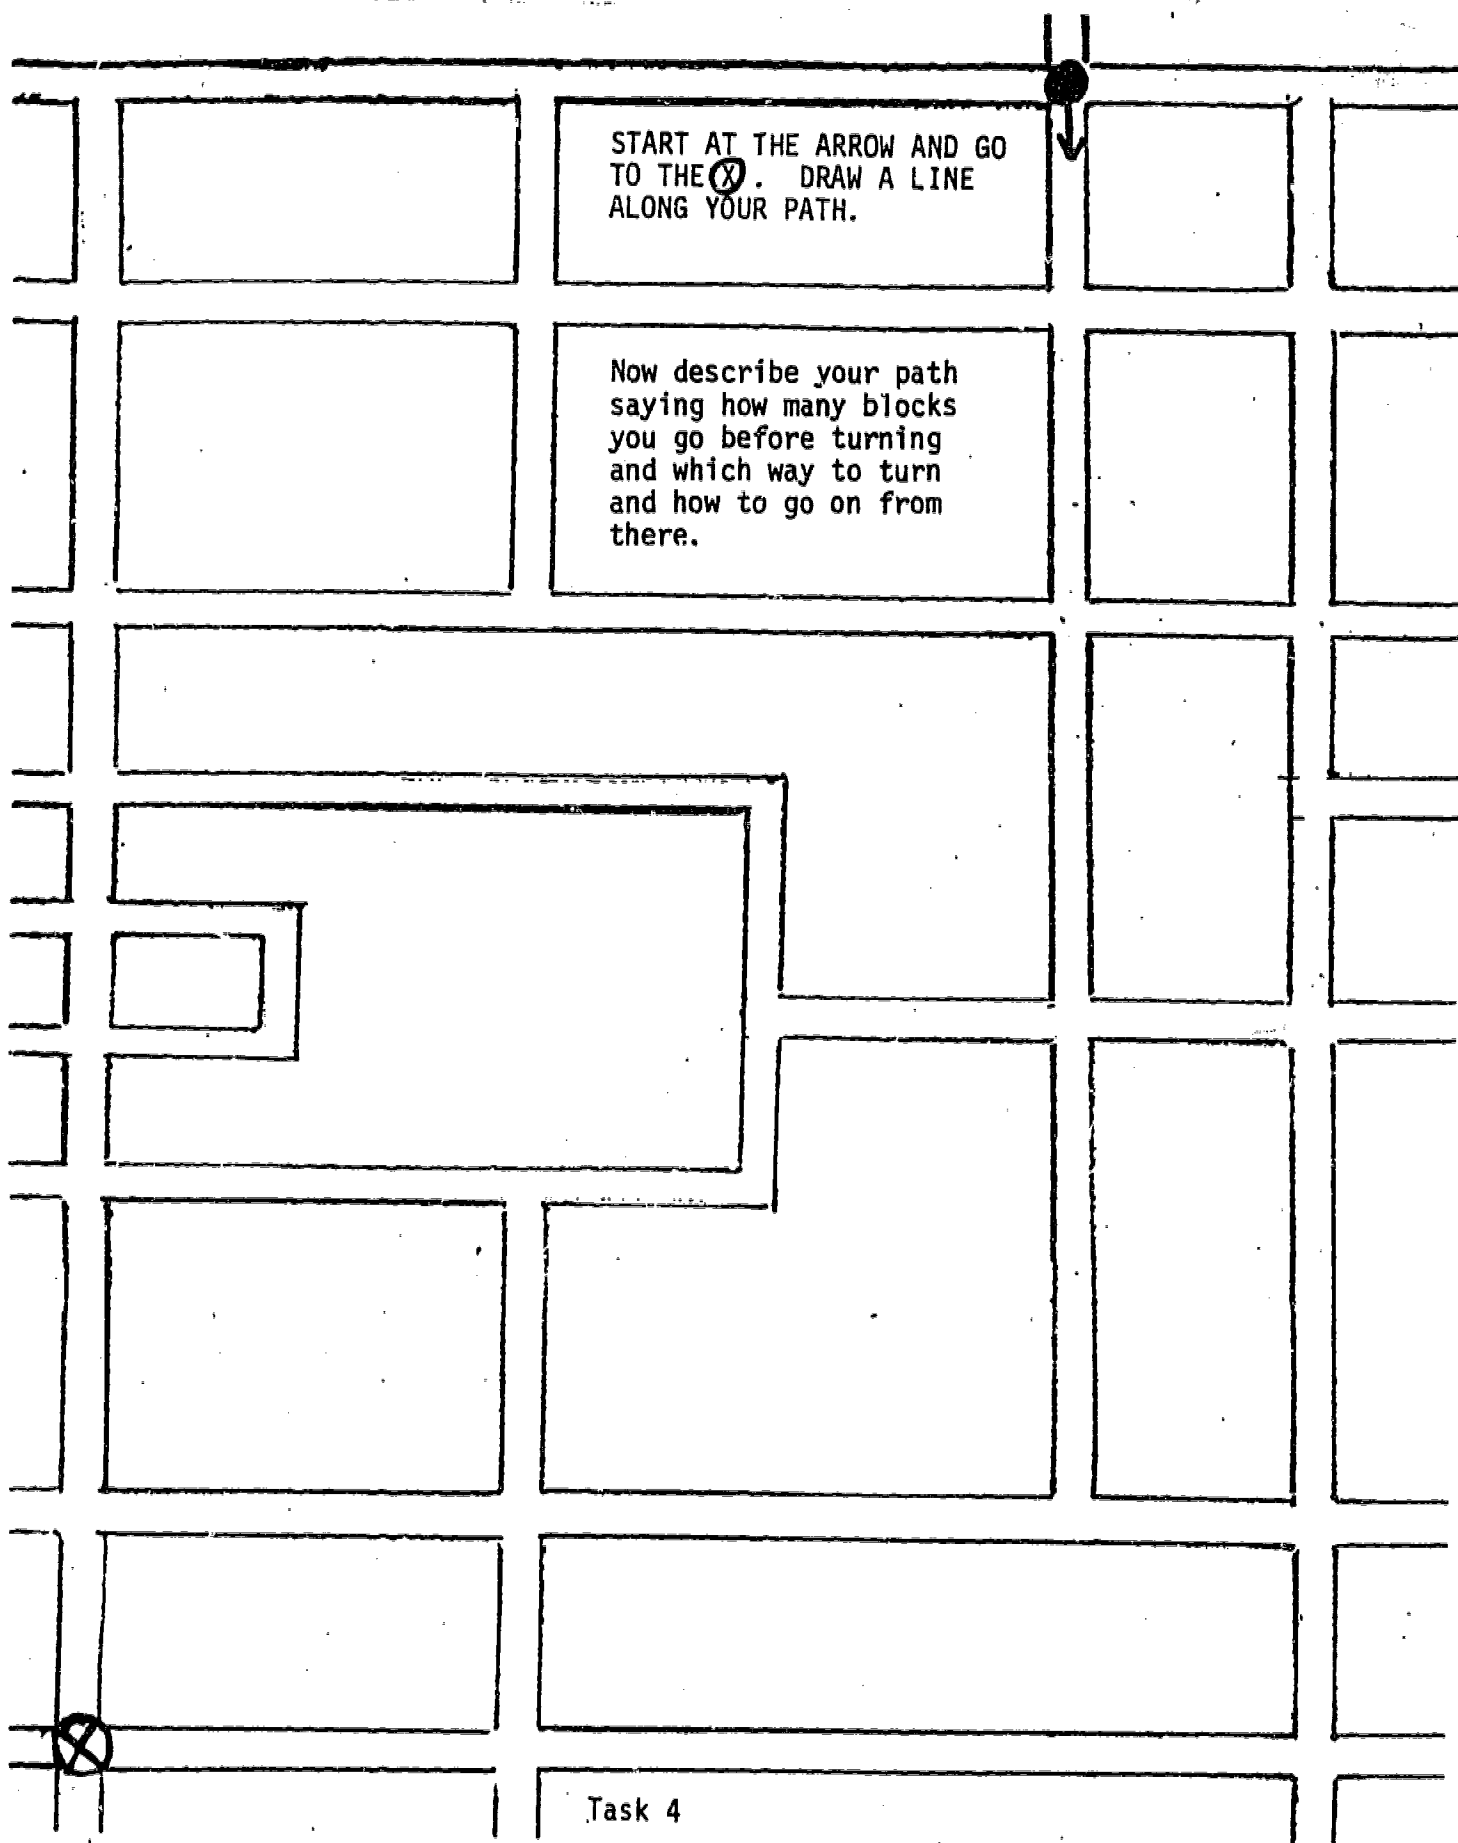 START AT THE ARROW AND GO
TO THE Ⓧ. DRAW A LINE
ALONG YOUR PATH.
Now describe your path
saying how many blocks
you go before turning
and which way to turn
and how to go on from
there.
Task 4